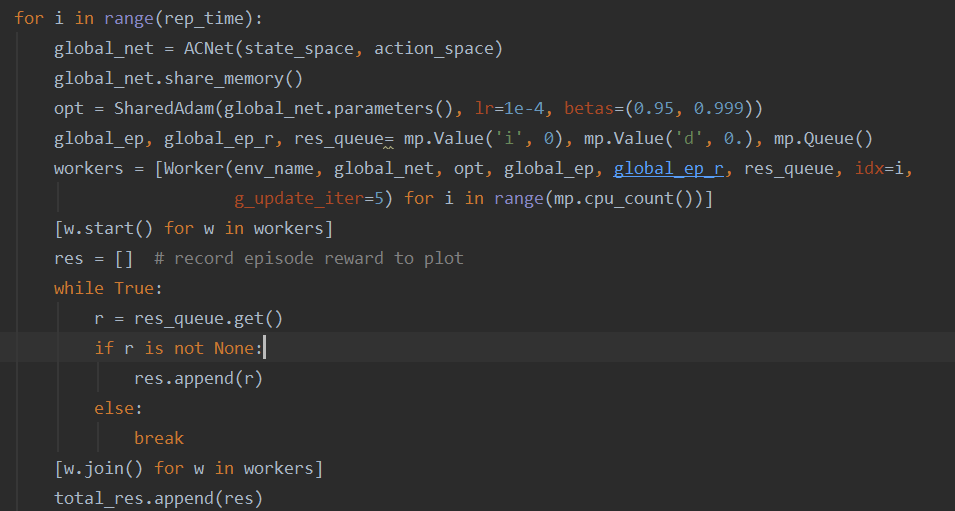 for i in range(rep_time):
    global_net = ACNet(state_space, action_space)
    global_net.share_memory()
    opt = SharedAdam(global_net.parameters(), lr=1e-4, betas=(0.95, 0.999))
    global_ep, global_ep_r, res_queue= mp.Value('i', 0), mp.Value('d', 0.), mp.Queue()
    workers = [Worker(env_name, global_net, opt, global_ep, global_ep_r, res_queue, idx=i,
                      g_update_iter=5) for i in range(mp.cpu_count())]
    [w.start() for w in workers]
    res = []  # record episode reward to plot
    while True:
        r = res_queue.get()
        if r is not None:
            res.append(r)
        else:
            break
    [w.join() for w in workers]
    total_res.append(res)